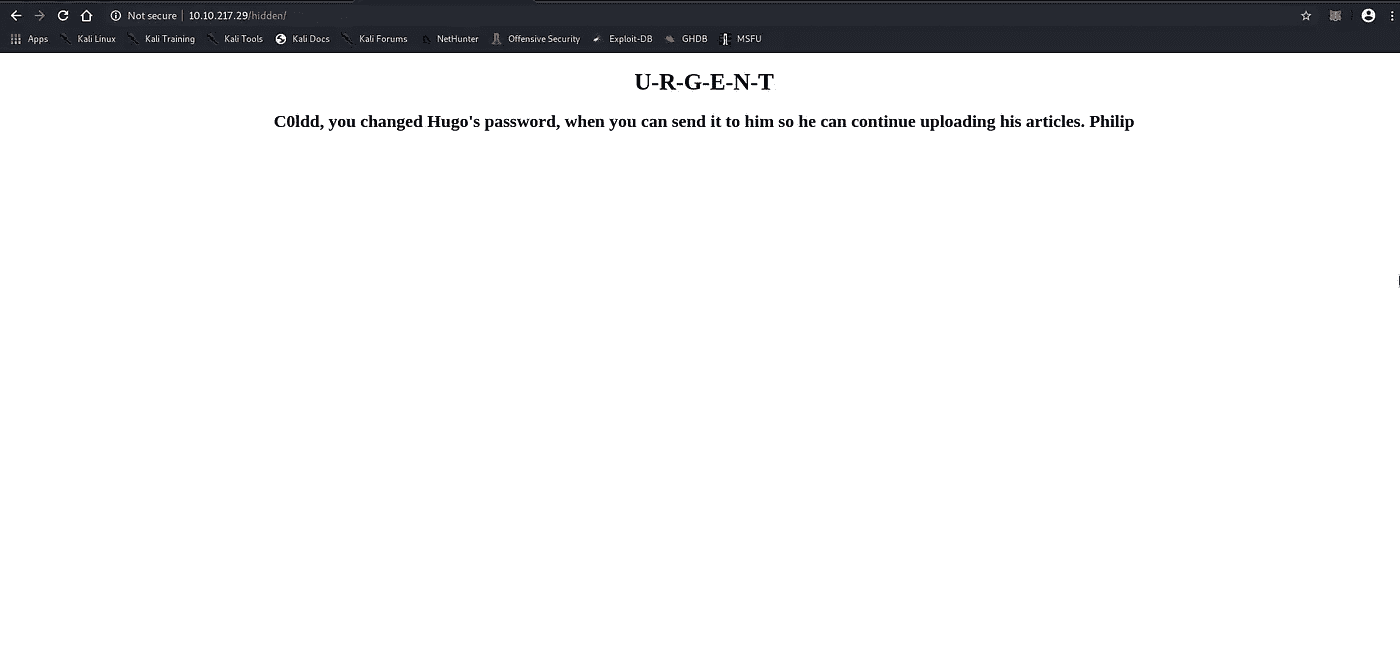 Not secure | 10.10.217.29/hidden/
Apps Kali Linux Kali Training Kali Tools Kali Docs Kali Forums NetHunter Offensive Security Exploit-DB GHDB MSFU
U-R-G-E-N-T
C0ldd, you changed Hugo's password, when you can send it to him so he can continue uploading his articles. Philip